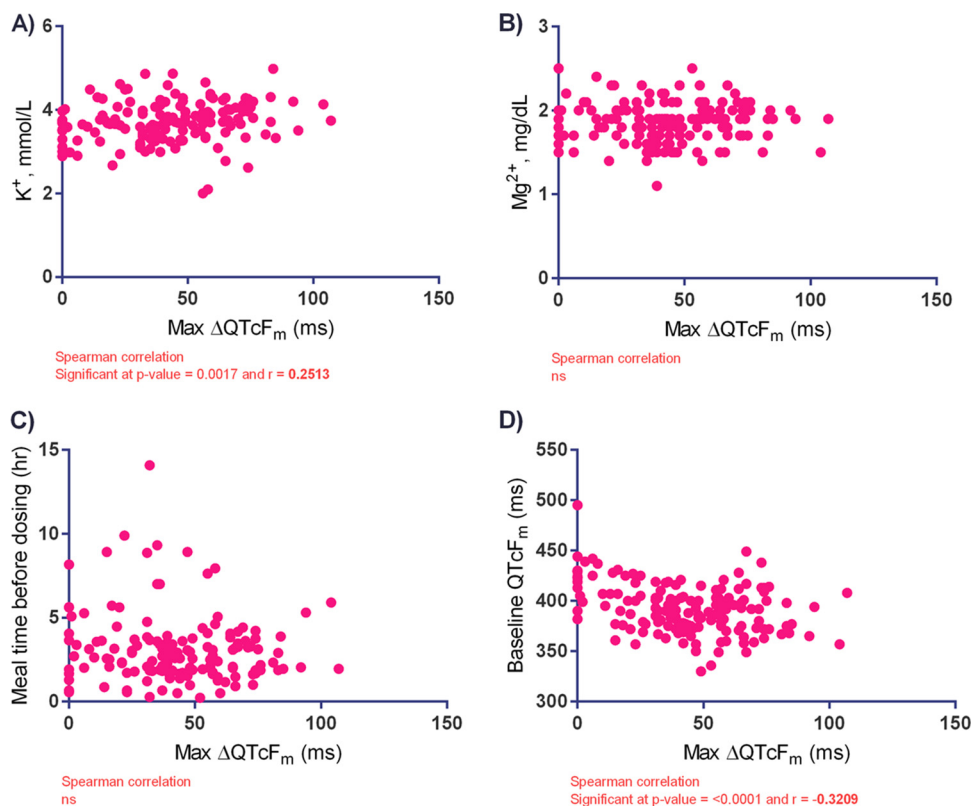 A)
K⁺, mmol/L
6
4
2
0
0 50 100 150
Max ΔQTcFₘ (ms)
Spearman correlation
Significant at p-value = 0.0017 and r = 0.2513
B)
Mg²⁺, mg/dL
3
2
1
0
0 50 100 150
Max ΔQTcFₘ (ms)
Spearman correlation
ns
C)
Meal time before dosing (hr)
15
10
5
0
0 50 100 150
Max ΔQTcFₘ (ms)
Spearman correlation
ns
D)
Baseline QTcFₘ (ms)
550
500
450
400
350
300
0 50 100 150
Max ΔQTcFₘ (ms)
Spearman correlation
Significant at p-value = <0.0001 and r = -0.3209